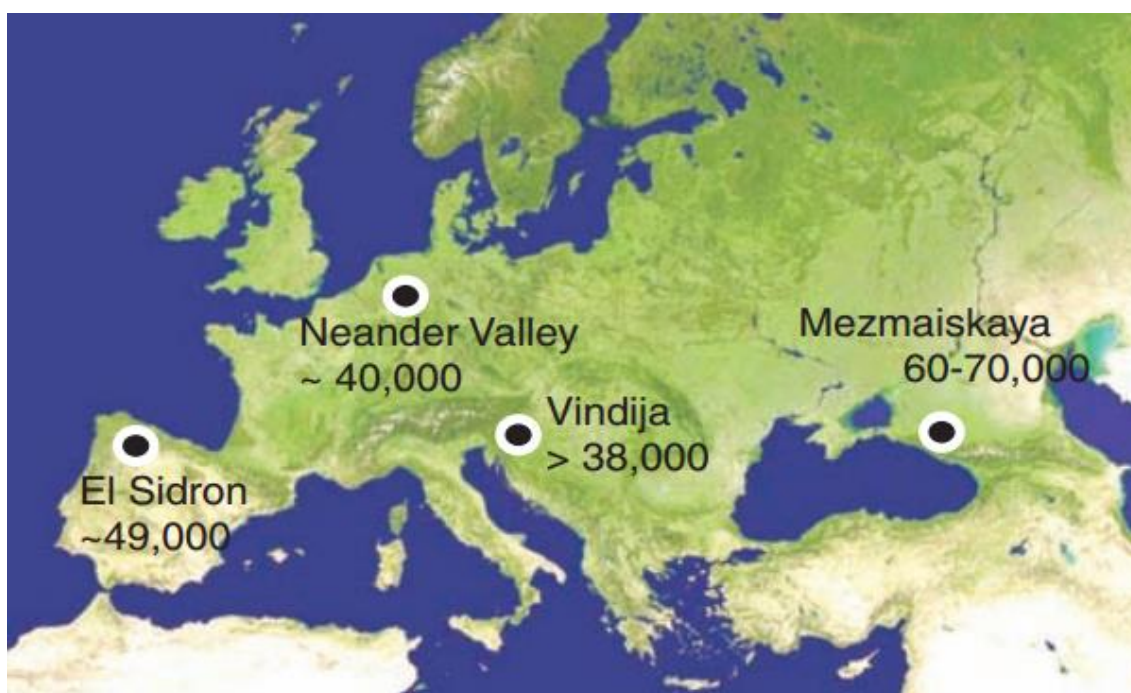 Neander Valley
~ 40,000
Mezmaiskaya
60-70,000
Vindija
> 38,000
El Sidron
~49,000